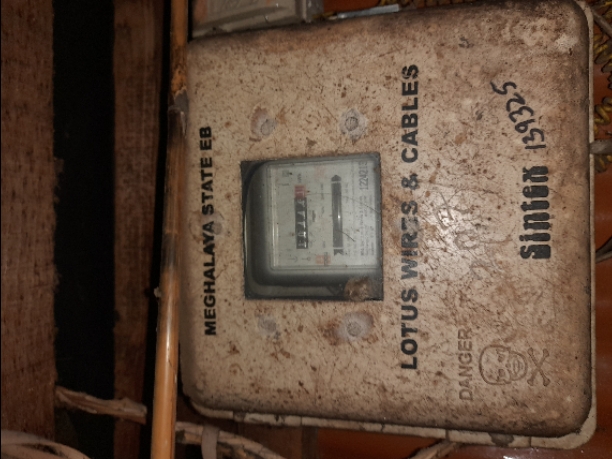 MEGHALAYA STATE EB
LOTUS WIRES & CABLES
Sintex 139325
DANGER